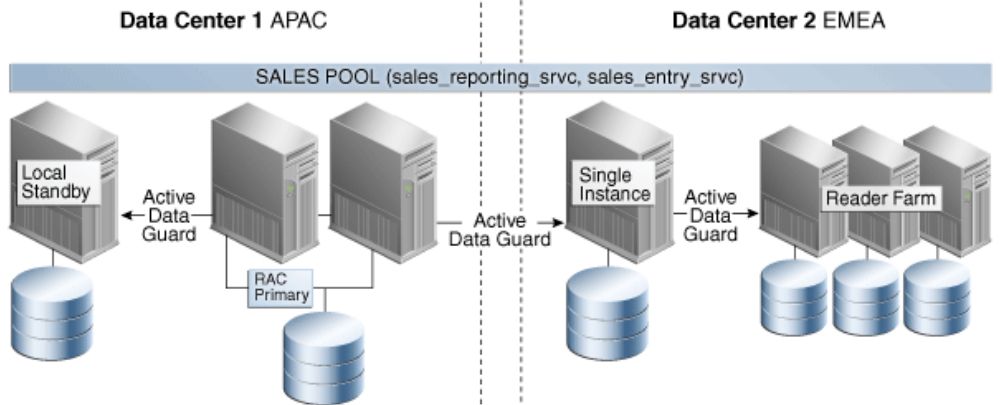 Data Center 1 APAC
Data Center 2 EMEA
SALES POOL (sales_reporting_srvc, sales_entry_srvc)
Local
Standby
Active
Data
Guard
RAC
Primary
Active
Data Guard
Single
Instance
Active
Data
Guard
Reader Farm